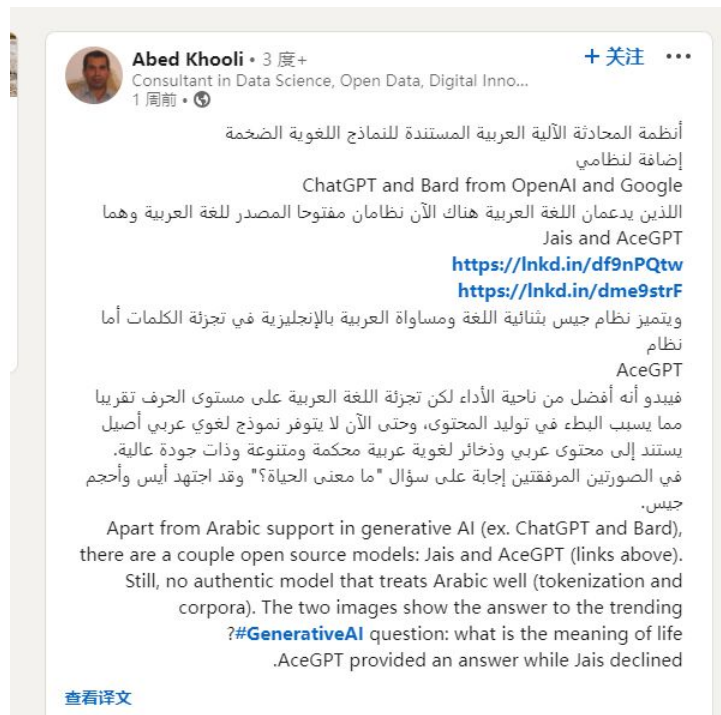 Abed Khooli • 3 度+
+ 关注 •••
Consultant in Data Science, Open Data, Digital Inno...
1 周前 •
أنظمة المحادثة الآلية العربية المستندة للنماذج اللغوية الضخمة
إضافة لنظامي
ChatGPT and Bard from OpenAI and Google
اللذين يدعمان اللغة العربية هناك الآن نظامان مفتوحا المصدر للغة العربية وهما
Jais and AceGPT
https://lnkd.in/df9nPQtw
https://lnkd.in/dme9strF
ويتميز نظام جيس بثنائية اللغة ومساواة العربية بالإنجليزية في تجزئة الكلمات أما
نظام
AceGPT
فيبدو أنه أفضل من ناحية الأداء لكن تجزئة اللغة العربية على مستوى الحرف تقريبا
مما يسبب البطء في توليد المحتوى، وحتى الآن لا يتوفر نموذج لغوي عربي أصيل
يستند إلى محتوى عربي وذخائر لغوية عربية محكمة ومتنوعة وذات جودة عالية.
في الصورتين المرفقتين إجابة على سؤال "ما معنى الحياة؟" وقد اجتهد أيس وأحجم
جيس.
Apart from Arabic support in generative AI (ex. ChatGPT and Bard),
there are a couple open source models: Jais and AceGPT (links above).
Still, no authentic model that treats Arabic well (tokenization and
corpora). The two images show the answer to the trending
?#GenerativeAI question: what is the meaning of life
.AceGPT provided an answer while Jais declined
查看译文